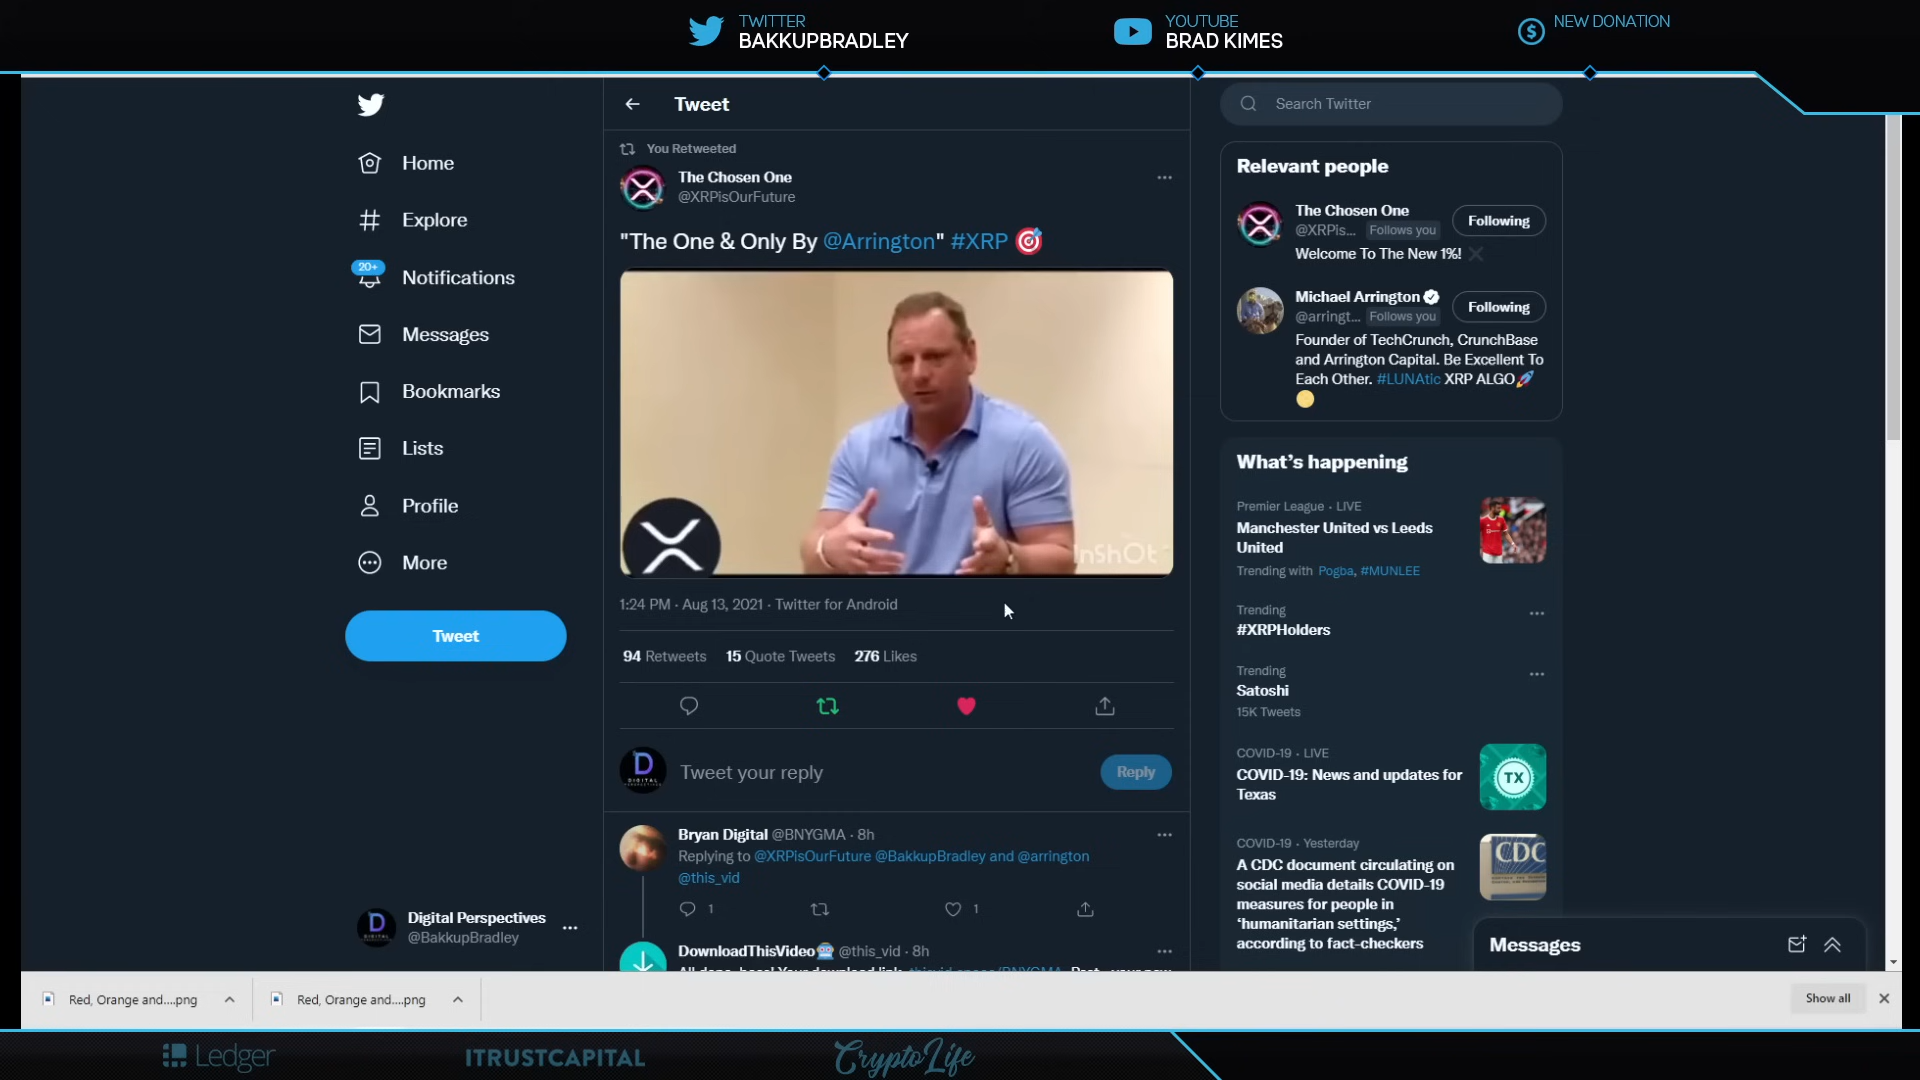 TWITTER
BAKKUPBRADLEY
YOUTUBE
BRAD KIMES
NEW DONATION
Home
Explore
20+
Notifications
Messages
Bookmarks
Lists
Profile
More
Tweet
Digital Perspectives
@BakkupBradley
Tweet
You Retweeted
The Chosen One
@XRPisOurFuture
"The One & Only By @Arrington" #XRP 🎯
InShOt
1:24 PM · Aug 13, 2021 · Twitter for Android
94 Retweets 15 Quote Tweets 276 Likes
D
Tweet your reply
Reply
Bryan Digital @BNYGMA · 8h
Replying to @XRPisOurFuture @BakkupBradley and @arrington
@this_vid
1 1
DownloadThisVideo🤖 @this_vid · 8h
Search Twitter
Relevant people
The Chosen One
@XRPis... Follows you
Following
Welcome To The New 1%!
Michael Arrington
@arringt... Follows you
Following
Founder of TechCrunch, CrunchBase
and Arrington Capital. Be Excellent To
Each Other. #LUNAtic XRP ALGO🚀
🌕
What's happening
Premier League · LIVE
Manchester United vs Leeds
United
Trending with Pogba, #MUNLEE
Trending
#XRPHolders
Trending
Satoshi
15K Tweets
COVID-19 · LIVE
COVID-19: News and updates for
Texas
TX
COVID-19 · Yesterday
A CDC document circulating on
social media details COVID-19
measures for people in
'humanitarian settings,'
according to fact-checkers
CDC
Messages
Red, Orange and....png
Red, Orange and....png
Show all
Ledger
ITRUSTCAPITAL
CryptoLife